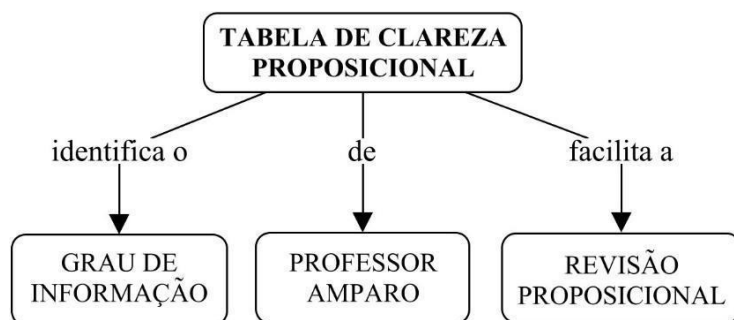 TABELA DE CLAREZA
PROPOSICIONAL
identifica o
de
facilita a
GRAU DE
INFORMAÇÃO
PROFESSOR
AMPARO
REVISÃO
PROPOSICIONAL